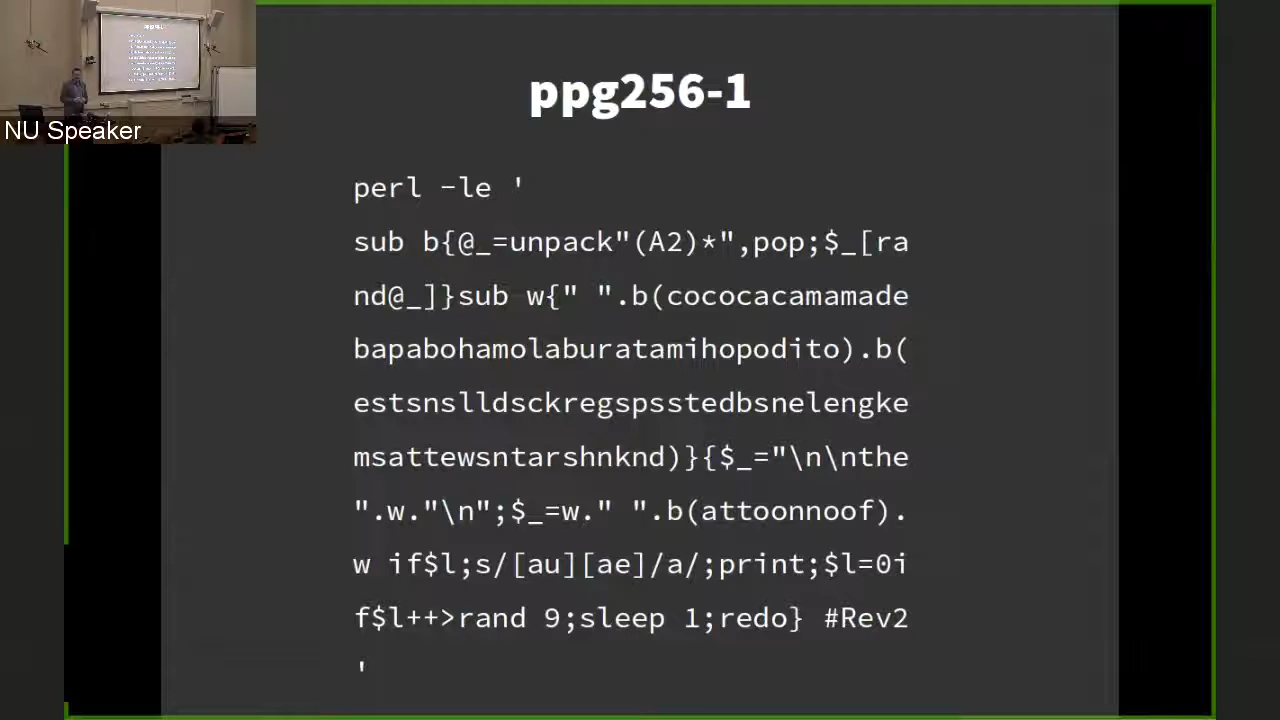 ppg256-1
NU Speaker
perl -le '
sub b{@_=unpack"(A2)*",pop;$_[ra
nd@_]}sub w{" ".b(cococacamamade
bapabohamolaburatamihopodito).b(
estsnslldsckregspsstedbsnelengke
msattewsntarshnknd)}{$_="\n\nthe
".w."\n";$_=w." ".b(attoonnoof).
w if$l;s/[au][ae]/a/;print;$l=0i
f$l++>rand 9;sleep 1;redo} #Rev2
'